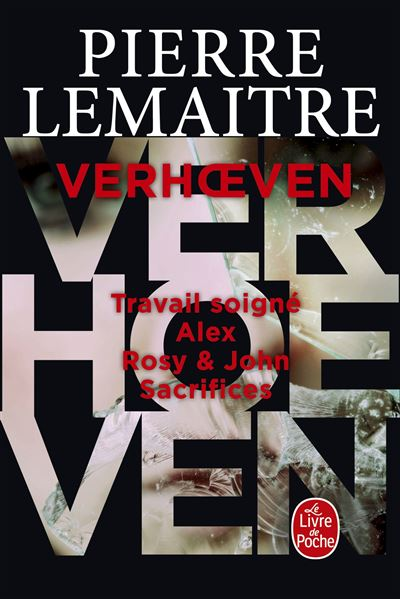 PIERRE
LEMAITRE
VERHŒVEN
VER
HOE
VEN
Travail soigné
Alex
Rosy & John
Sacrifices
Le
Livre
de
Poche